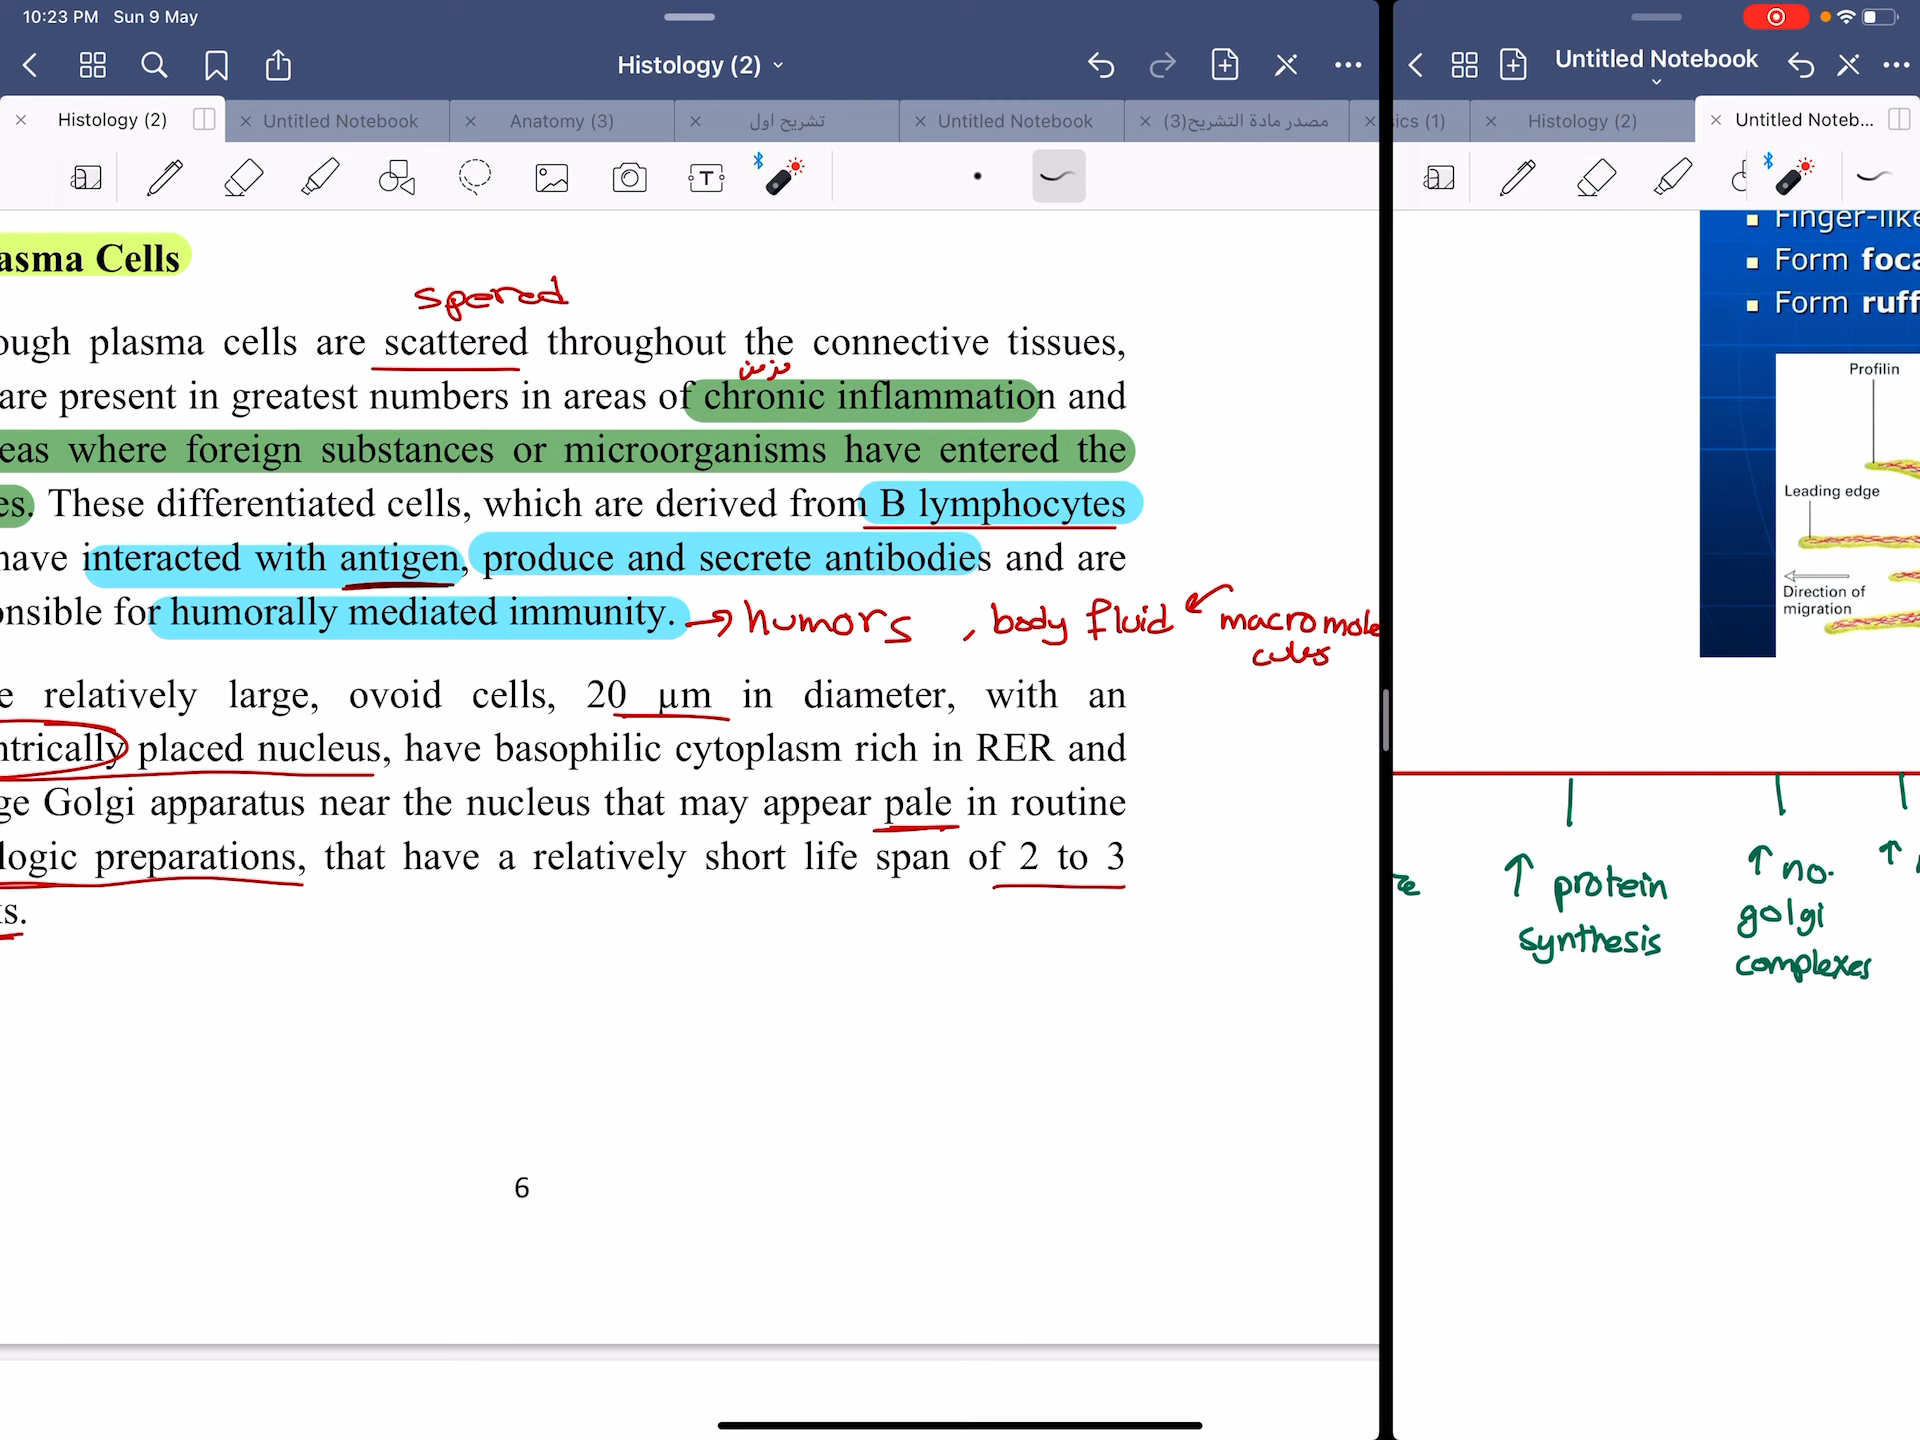 10:23 PM Sun 9 May
Histology (2)
Untitled Notebook
Histology (2)
Untitled Notebook
Anatomy (3)
تشريح اول
Untitled Notebook
مصدر مادة التشريح(3)
ics (1)
Histology (2)
Untitled Noteb...
asma Cells
spered
ough plasma cells are scattered throughout the connective tissues,
مزمن
are present in greatest numbers in areas of chronic inflammation and
eas where foreign substances or microorganisms have entered the
es. These differentiated cells, which are derived from B lymphocytes
have interacted with antigen, produce and secrete antibodies and are
onsible for humorally mediated immunity. → humors , body fluid macromole
cules
e relatively large, ovoid cells, 20 µm in diameter, with an
ntrically placed nucleus, have basophilic cytoplasm rich in RER and
ge Golgi apparatus near the nucleus that may appear pale in routine
logic preparations, that have a relatively short life span of 2 to 3
ks.
6
Finger-like
Form foca
Form ruff
Profilin
Leading edge
Direction of
migration
↑ protein
synthesis
↑ no.
golgi
complexes
↑